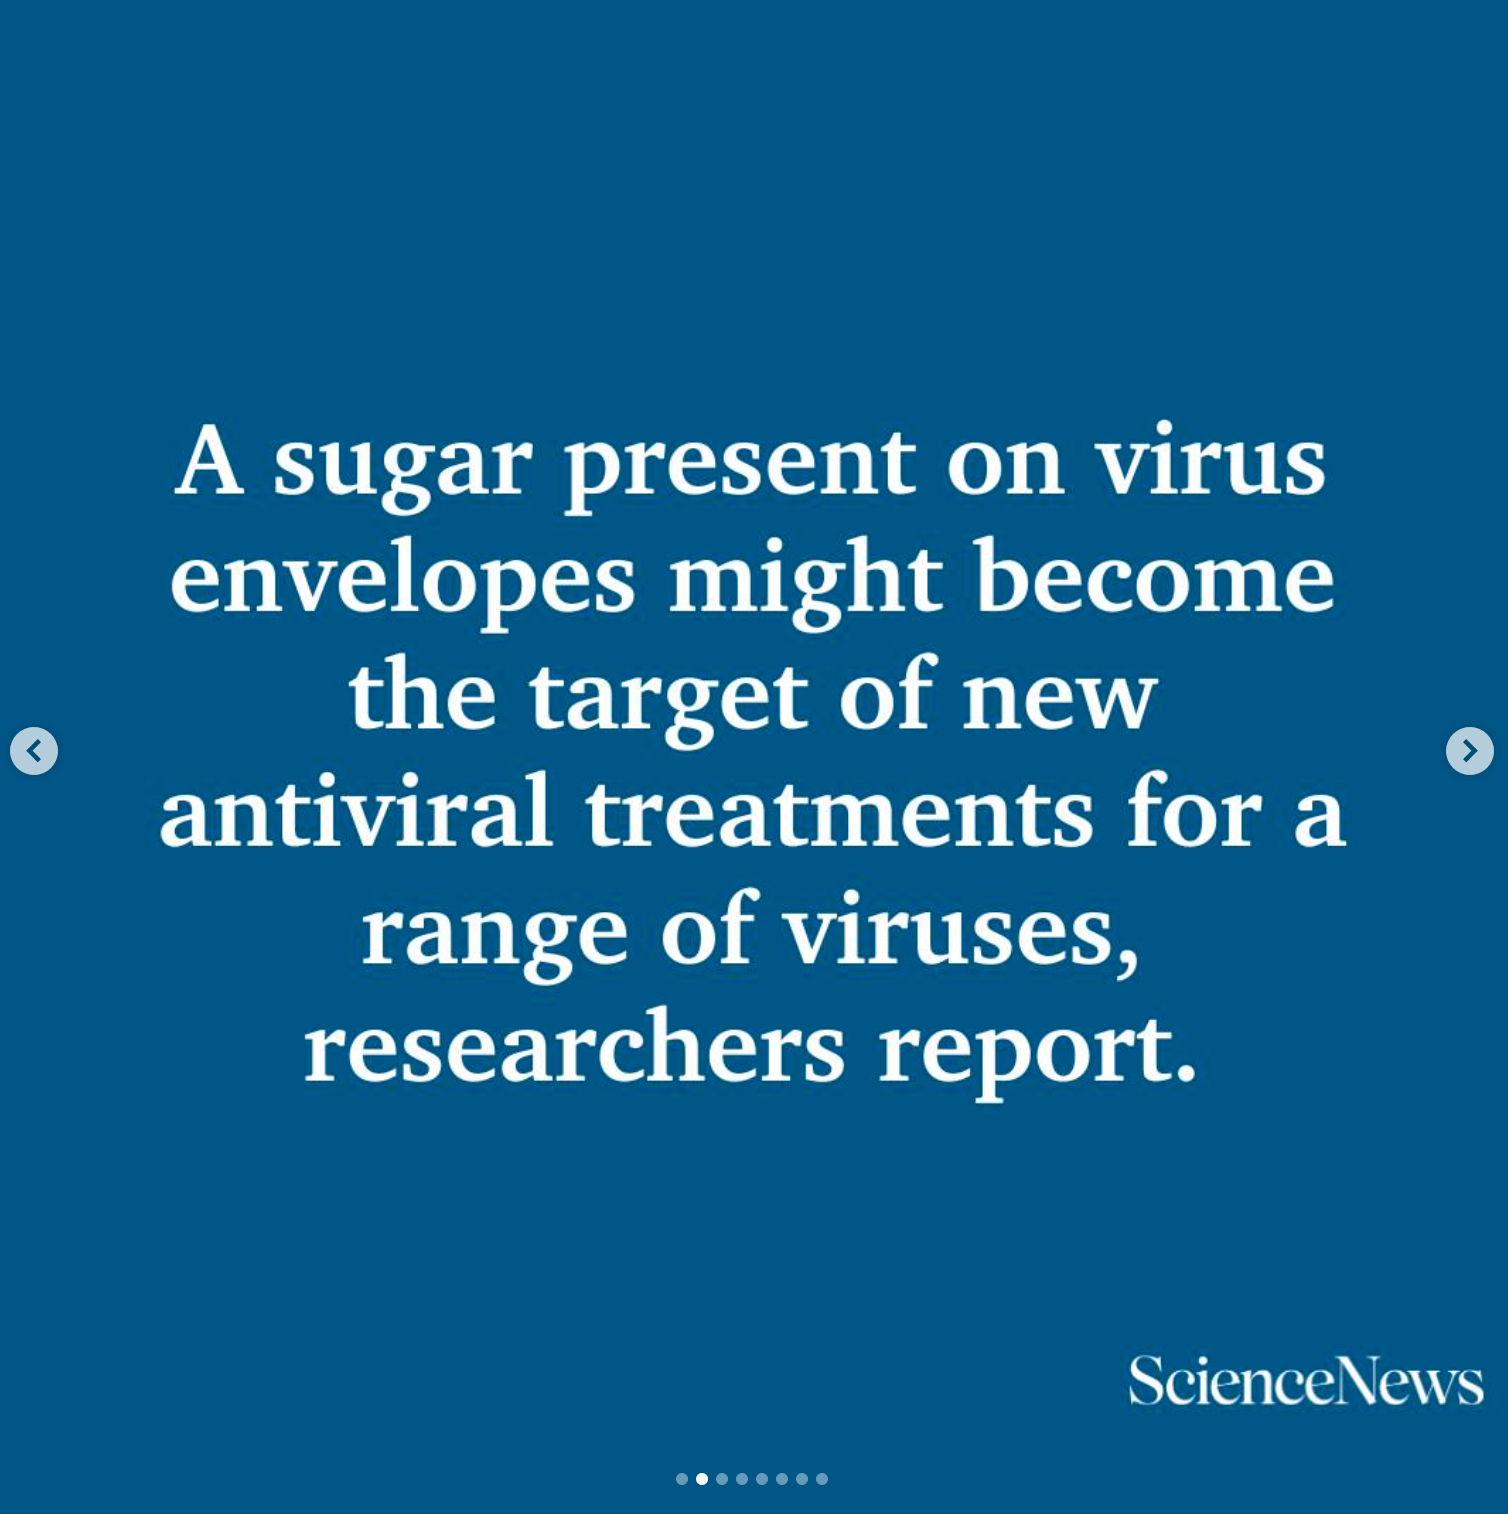 A sugar present on virus
envelopes might become
the target of new
antiviral treatments for a
range of viruses,
researchers report.
ScienceNews